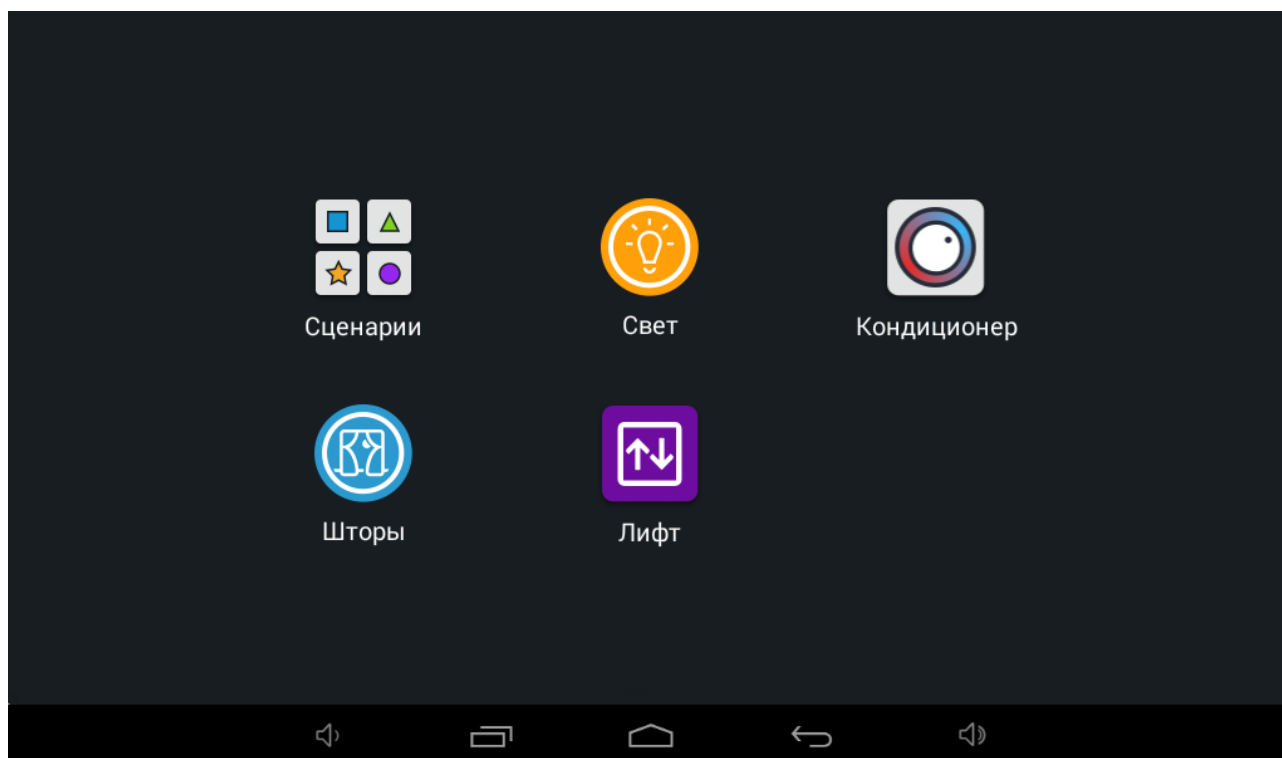 Сценарии
Свет
Кондиционер
Шторы
Лифт